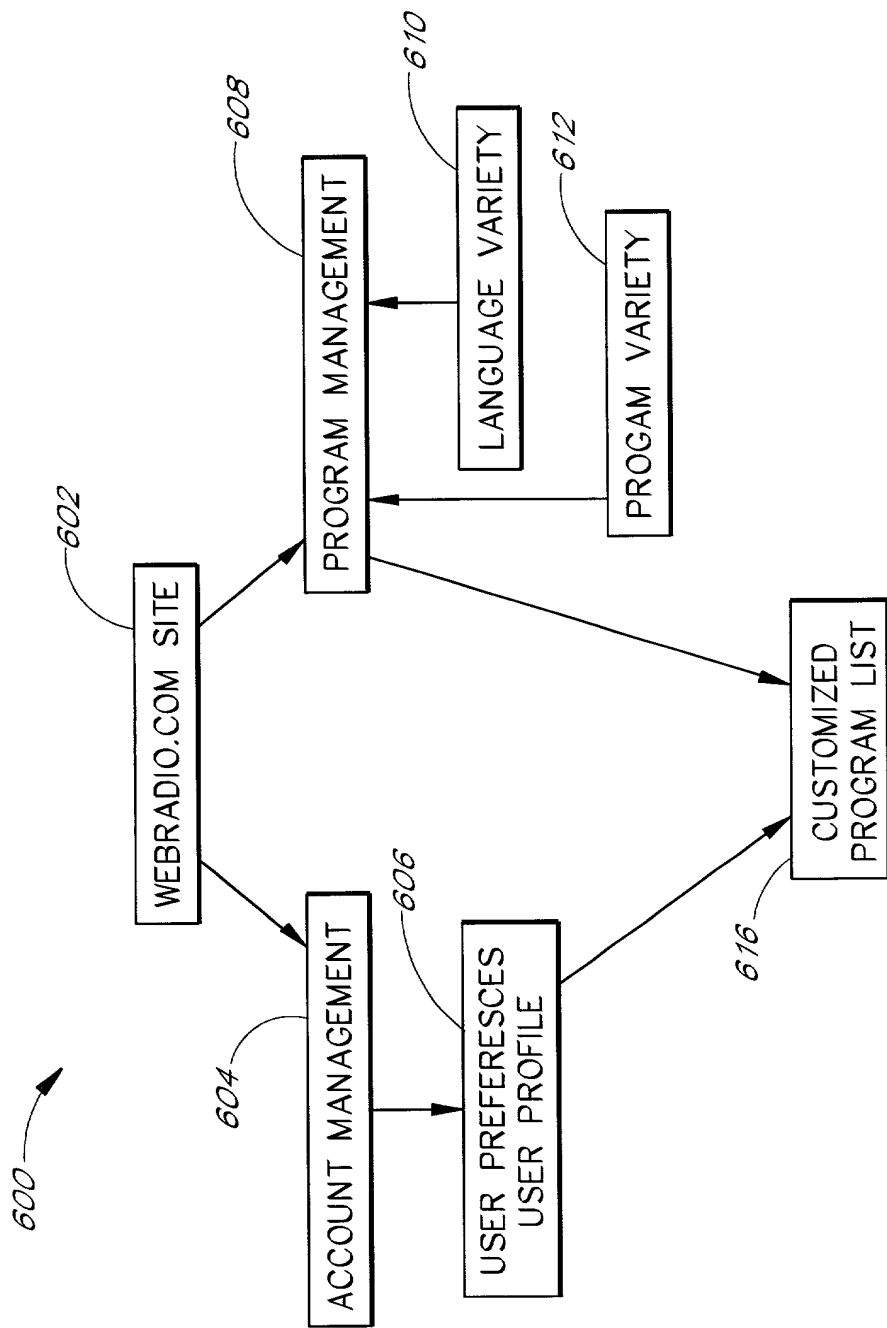 600
602
WEBRADIO.COM SITE
604
ACCOUNT MANAGEMENT
608
PROGRAM MANAGEMENT
606
USER PREFERESCES
USER PROFILE
610
LANGUAGE VARIETY
612
PROGAM VARIETY
616
CUSTOMIZED
PROGRAM LIST